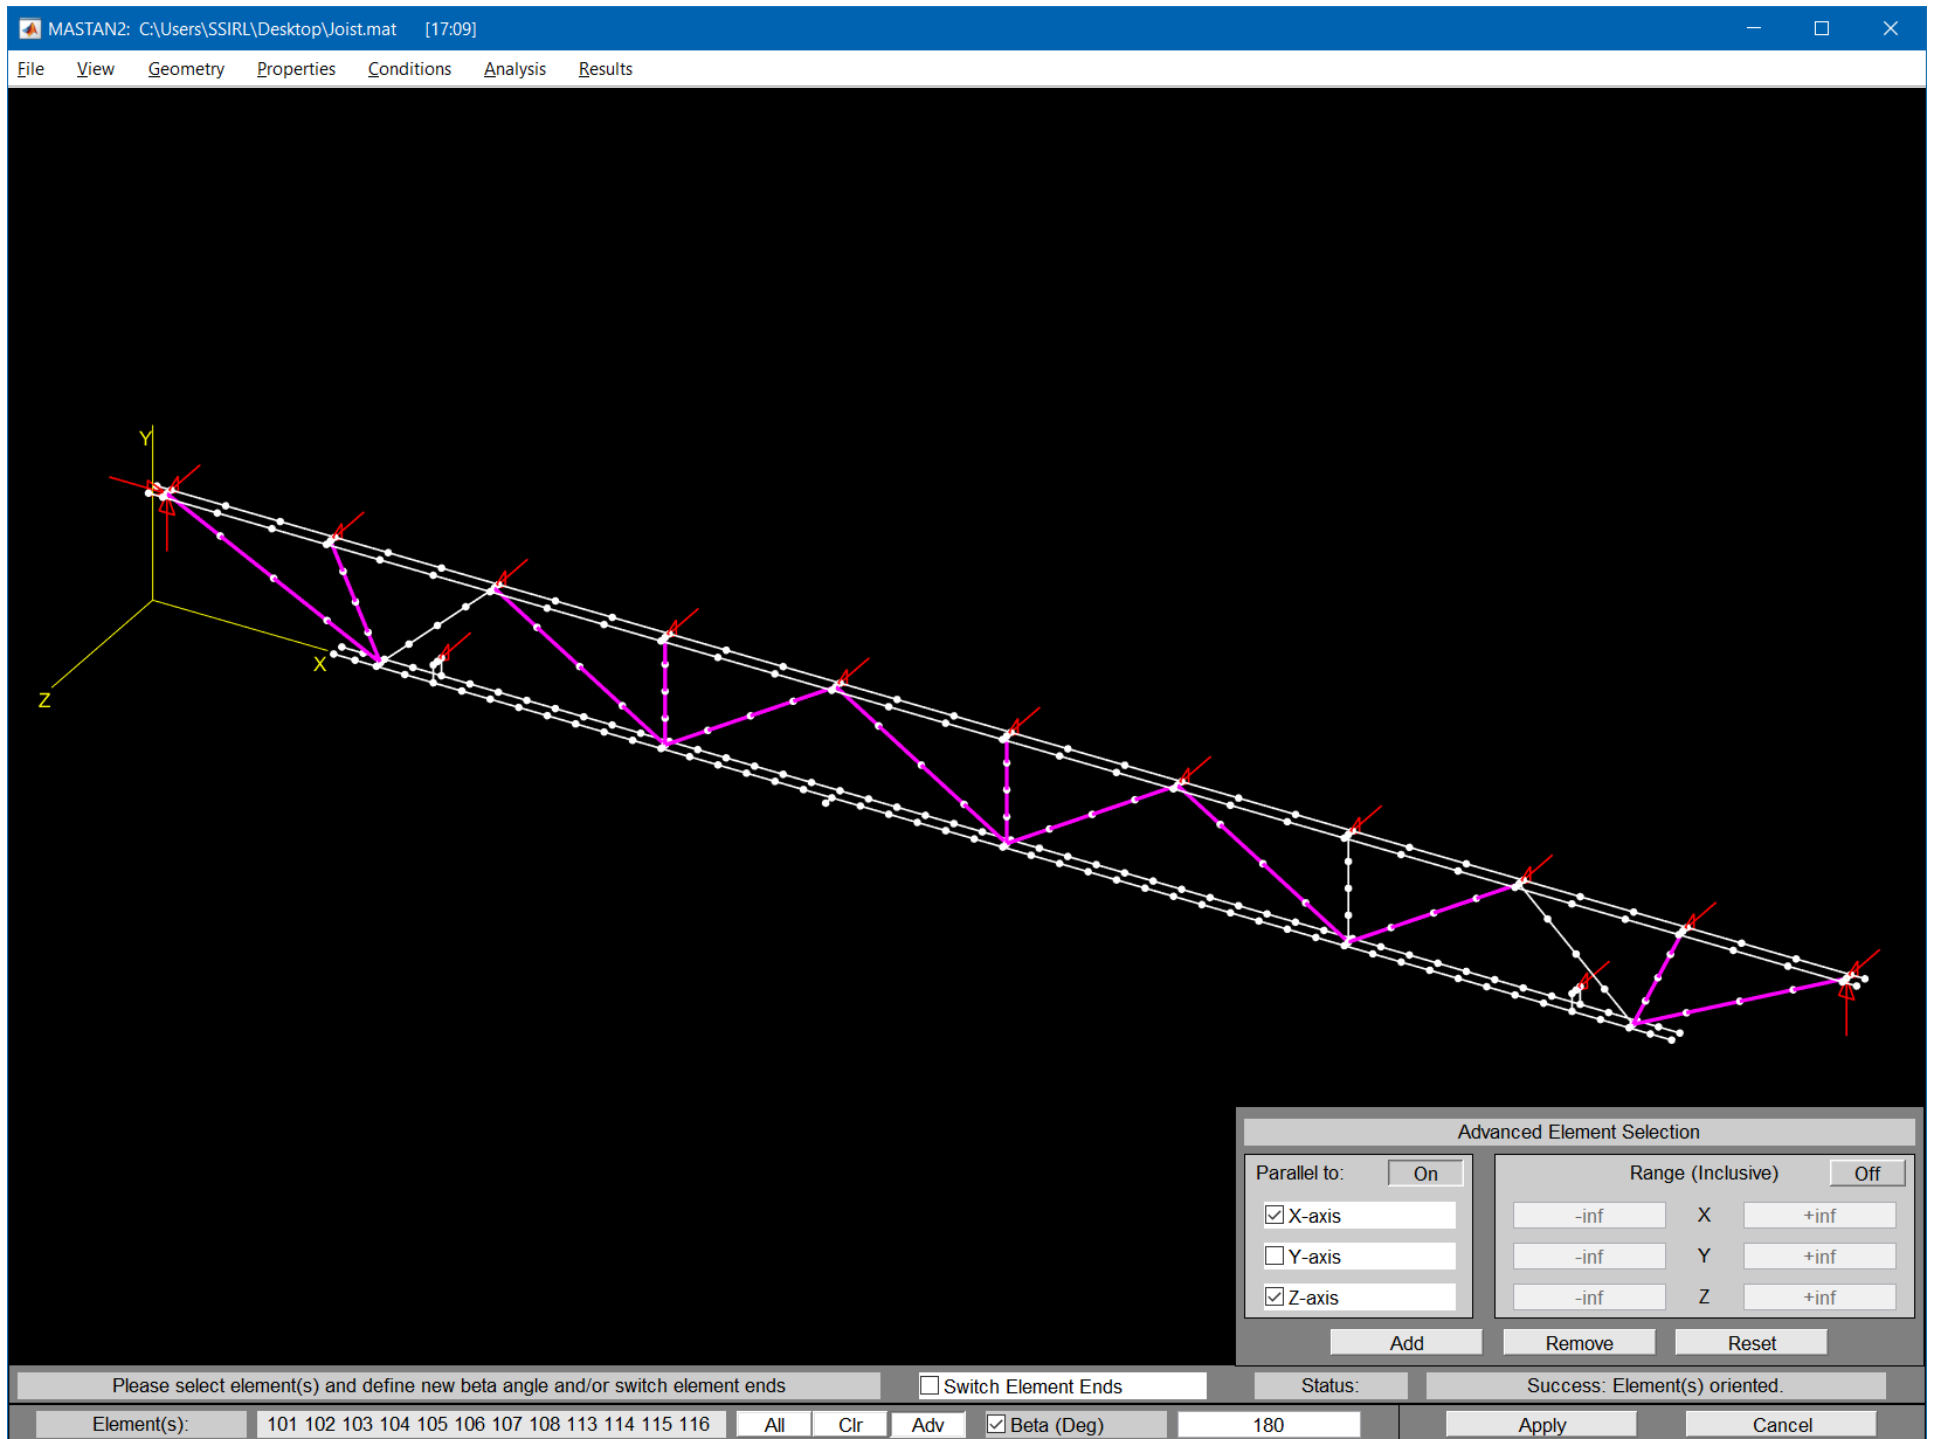 MASTAN2: C:\Users\SSIRL\Desktop\Joist.mat [17:09]
File View Geometry Properties Conditions Analysis Results
Y
X
Z
Advanced Element Selection
Parallel to: On Range (Inclusive) Off
X-axis -inf X +inf
Y-axis -inf Y +inf
Z-axis -inf Z +inf
Add Remove Reset
Please select element(s) and define new beta angle and/or switch element ends Switch Element Ends Status: Success: Element(s) oriented.
Element(s): 101 102 103 104 105 106 107 108 113 114 115 116 All Clr Adv Beta (Deg) 180 Apply Cancel